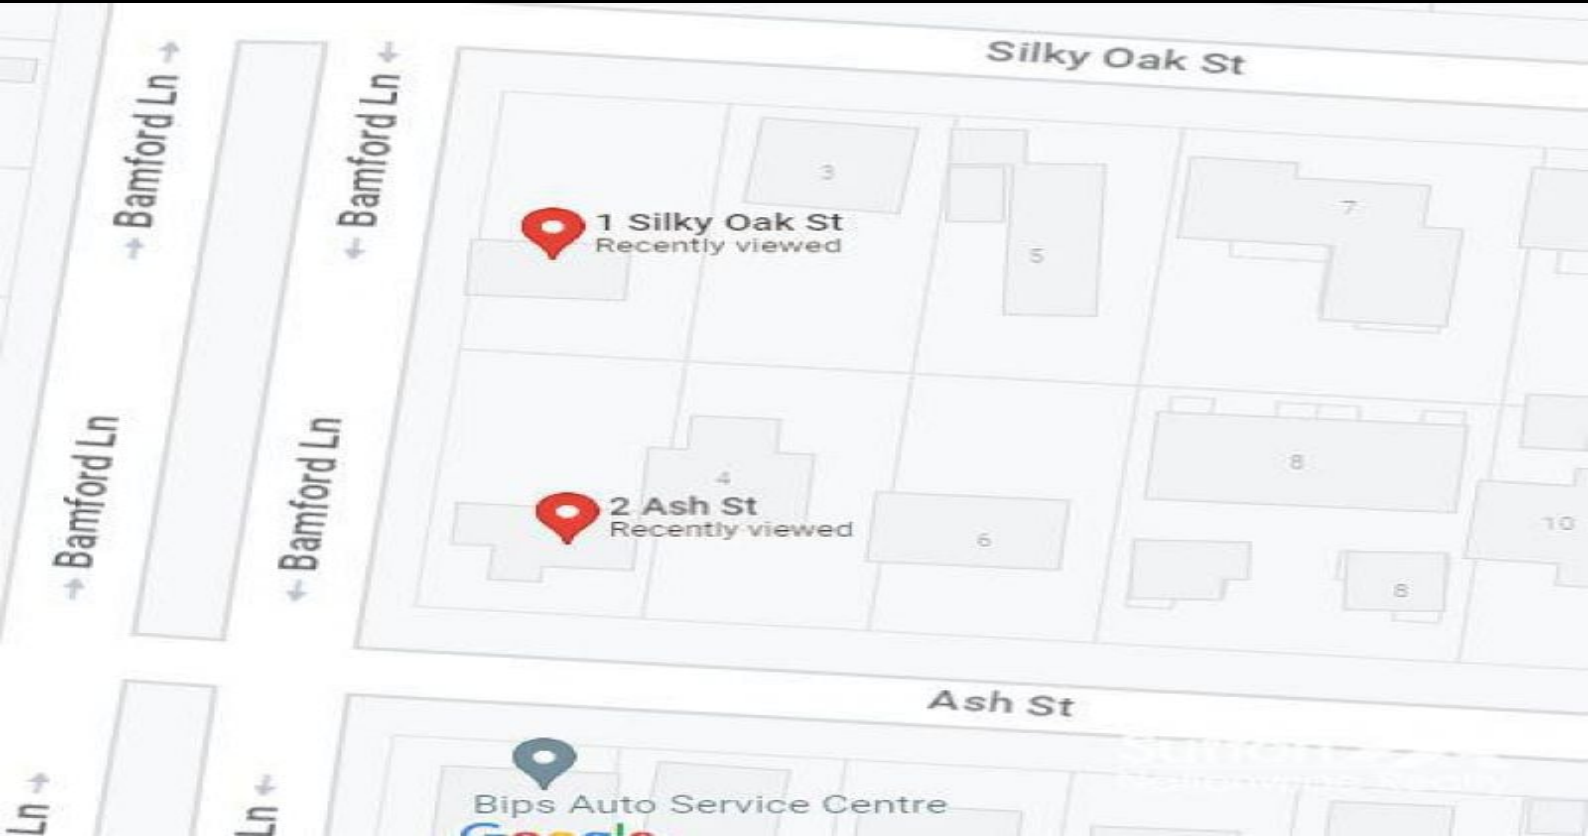 Silky Oak St
Bamford Ln
Bamford Ln
3
7
1 Silky Oak St
Recently viewed
5
Bamford Ln
Bamford Ln
4
8
2 Ash St
Recently viewed
6
10
8
Ash St
Ln
Ln
Bips Auto Service Centre
Google